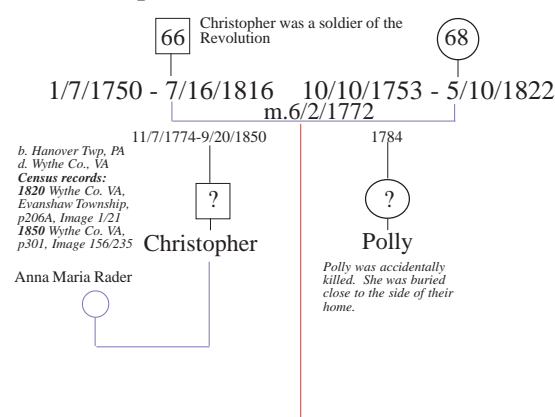 Christopher was a soldier of the
Revolution
66
68
1/7/1750 - 7/16/1816
10/10/1753 - 5/10/1822
m.6/2/1772
11/7/1774-9/20/1850
1784
b. Hanover Twp, PA
d. Wythe Co., VA
Census records:
1820 Wythe Co. VA,
Evanshaw Township,
p206A, Image 1/21
1850 Wythe Co. VA,
p301, Image 156/235
?
?
Christopher
Polly
Polly was accidentally
killed. She was buried
close to the side of their
home.
Anna Maria Rader